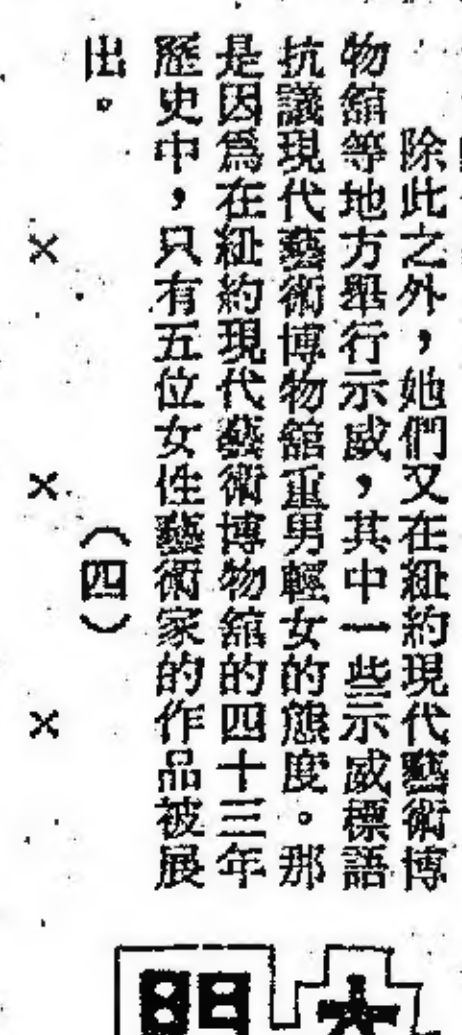 除此之外，她們又在紐約現代藝術博
物舘等地方舉行示威，其中一些示威標語
抗議現代藝術博物舘重男輕女的態度。那
是因爲在紐約現代藝術博物舘的四十三年
歷史中，只有五位女性藝術家的作品被展
出。
（四）
× × ×